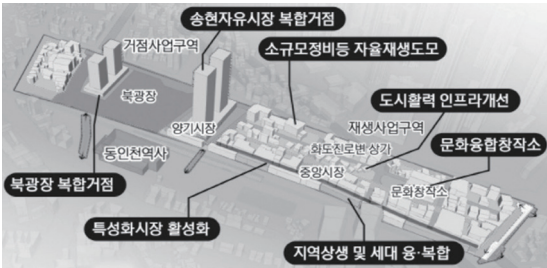 송현자유시장 복합거점
거점사업구역
소규모정비등 자율재생도모
북광장
도시활력 인프라개선
양키시장
재생사업구역
문화융합창작소
동인천역사
화도진로변 상가
중앙시장
북광장 복합거점
문화창작소
특성화시장 활성화
지역상생 및 세대 융·복합